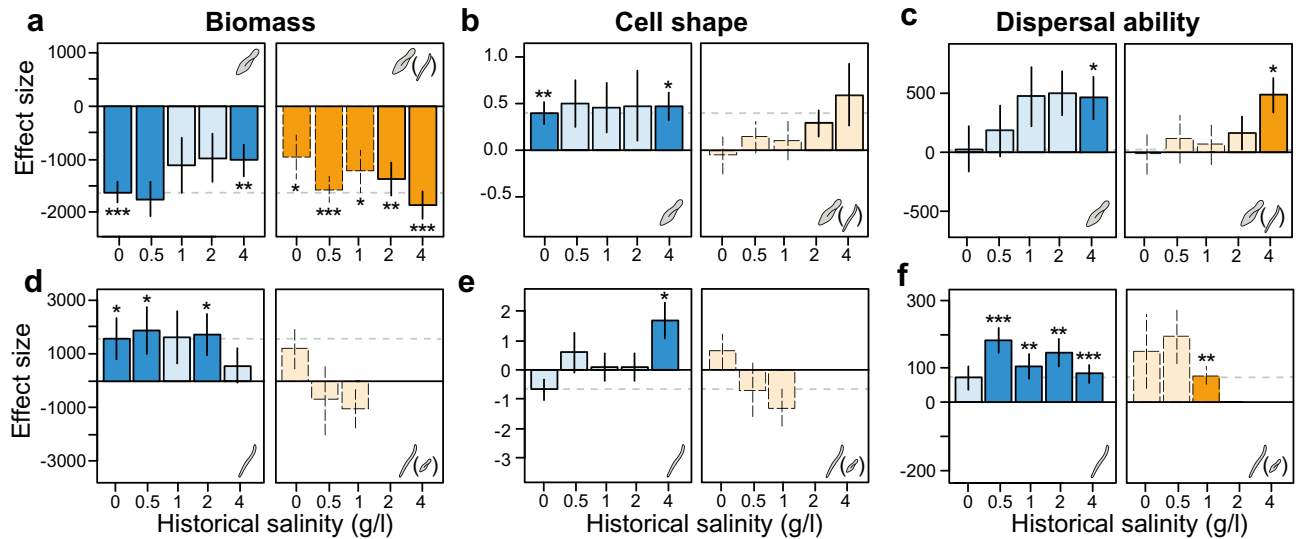 a Biomass b Cell shape c Dispersal ability
Effect size
1000
0
-1000
-2000
*** ** * *** * ** ***
0 0.5 1 2 4 0 0.5 1 2 4
1.0
0.5
0.0
-0.5
** *
0 0.5 1 2 4 0 0.5 1 2 4
500
0
-500
* *
0 0.5 1 2 4 0 0.5 1 2 4
d e f
Effect size
3000
1000
-1000
-3000
* * *
0 0.5 1 2 4 0 0.5 1 2 4
2
1
0
-1
-2
-3
*
0 0.5 1 2 4 0 0.5 1 2 4
300
100
0
-200
*** ** ** *** **
0 0.5 1 2 4 0 0.5 1 2 4
Historical salinity (g/l) Historical salinity (g/l) Historical salinity (g/l)